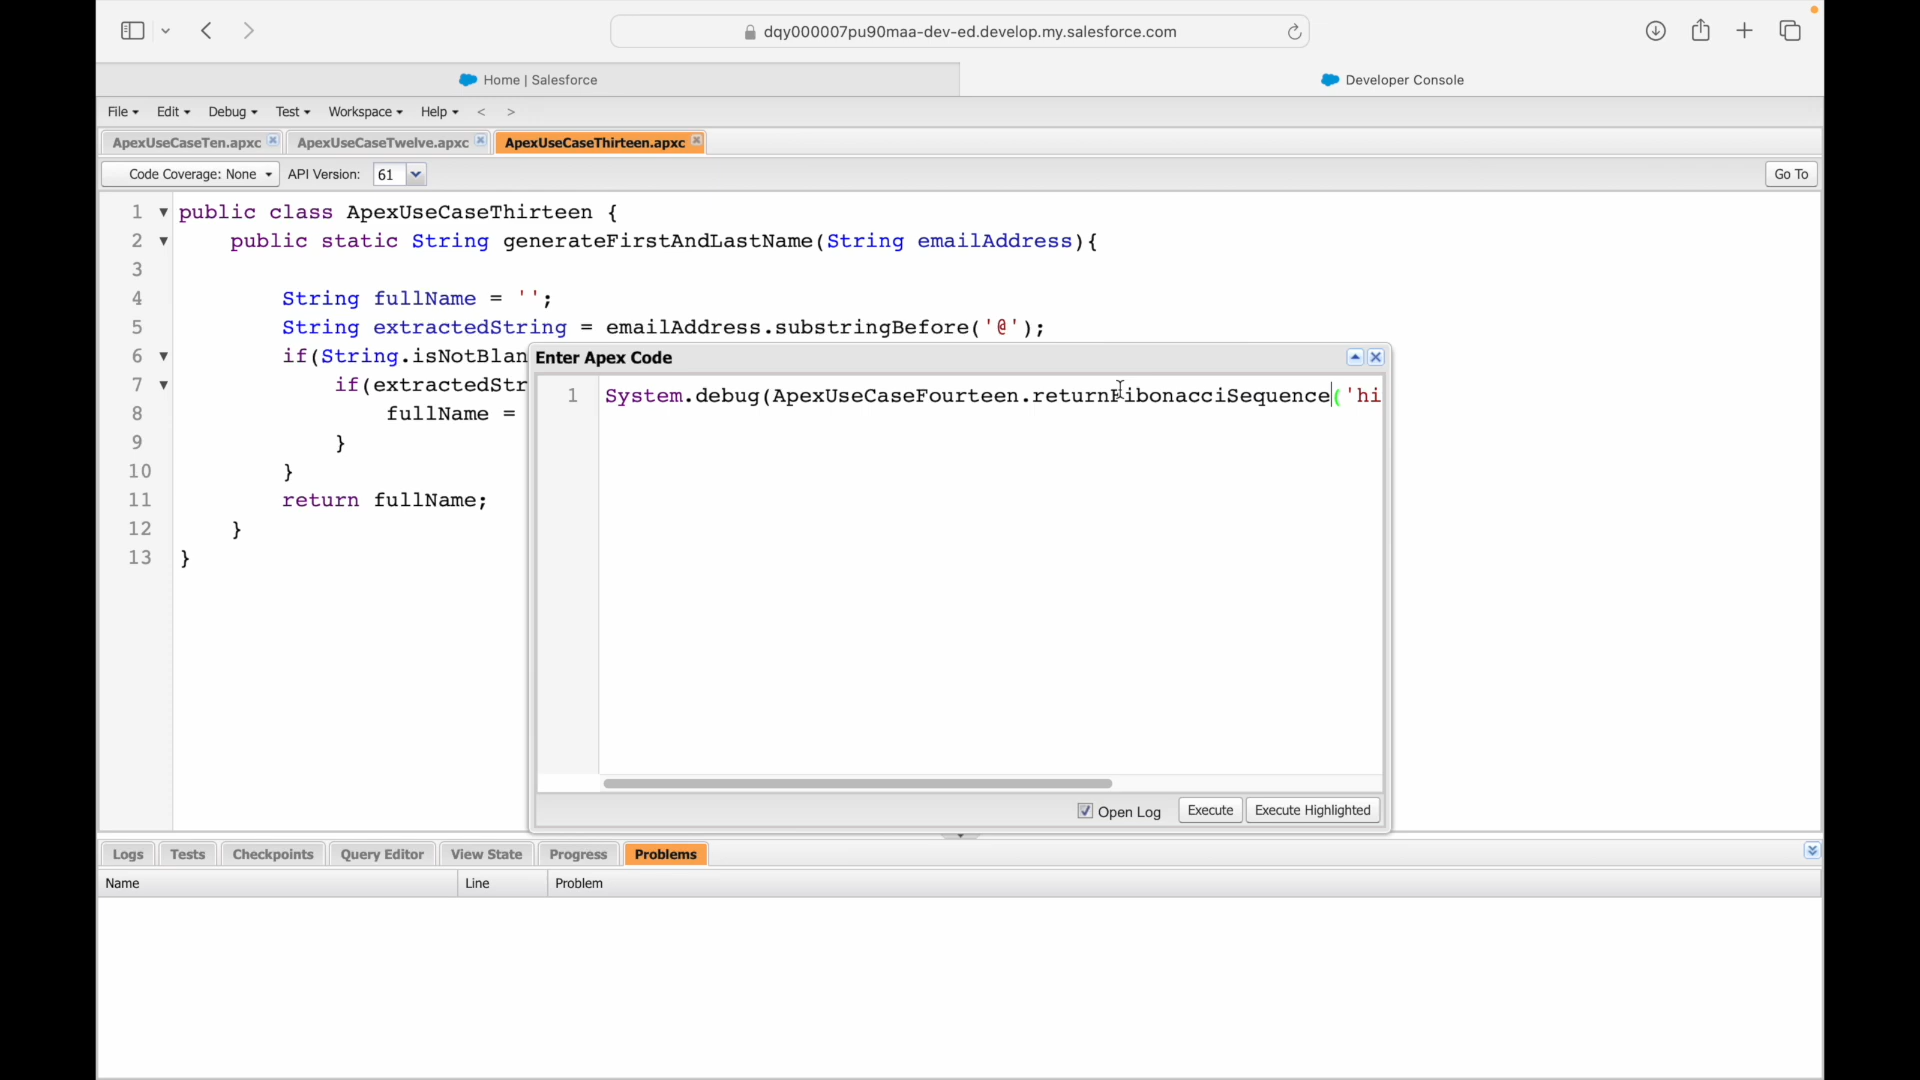 dqy000007pu90maa-dev-ed.develop.my.salesforce.com
Home | Salesforce
Developer Console
File Edit Debug Test Workspace Help < >
ApexUseCaseTen.apxc ApexUseCaseTwelve.apxc ApexUseCaseThirteen.apxc
Code Coverage: None API Version: 61 Go To
1 public class ApexUseCaseThirteen {
2 public static String generateFirstAndLastName(String emailAddress){
3
4 String fullName = '';
5 String extractedString = emailAddress.substringBefore('@');
6 if(String.isNotBlan
7 if(extractedStr
8 fullName =
9 }
10 }
11 return fullName;
12 }
13 }
Enter Apex Code
1 System.debug(ApexUseCaseFourteen.returnFibonacciSequence('hi
Open Log Execute Execute Highlighted
Logs Tests Checkpoints Query Editor View State Progress Problems
Name Line Problem